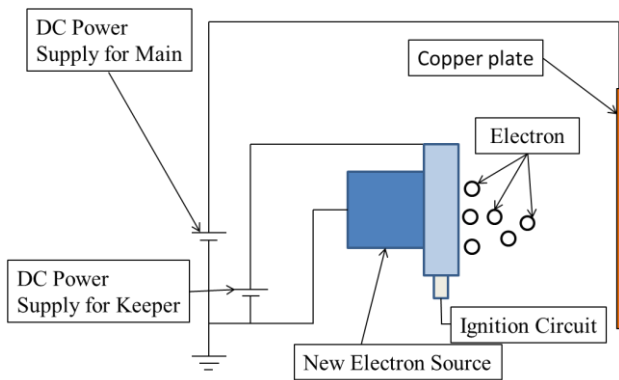 DC Power
Supply for Main
Copper plate
Electron
DC Power
Supply for Keeper
Ignition Circuit
New Electron Source